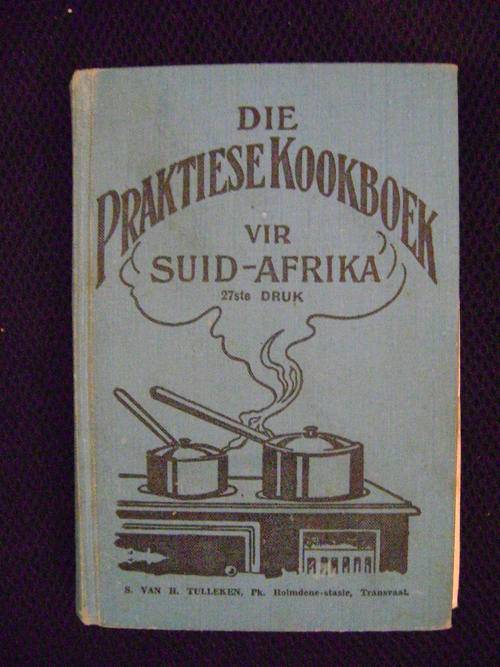 DIE
PRAKTIESE KOOKBOEK
VIR
SUID-AFRIKA
27ste DRUK
S. VAN H. TULLEKEN, Pk. Holmdene-stasie, Transvaal.